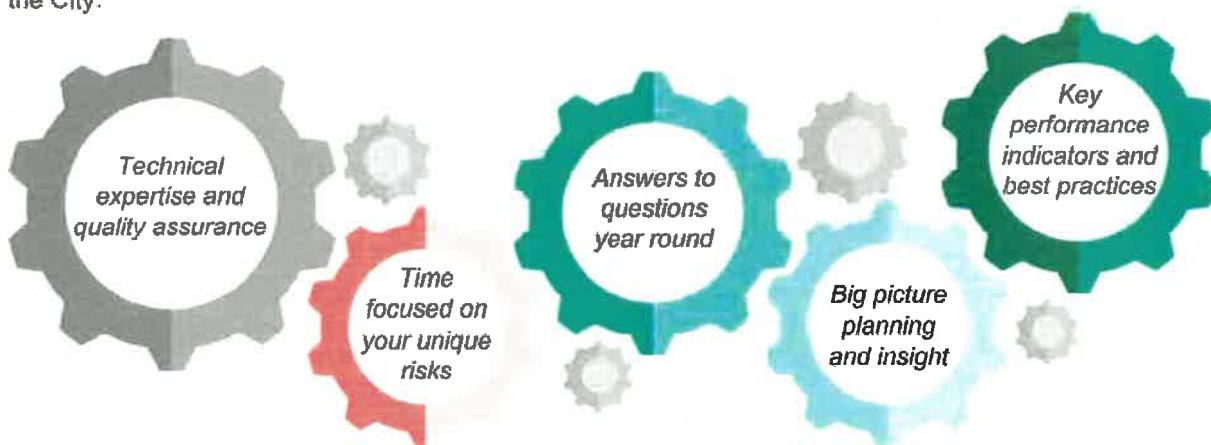 the City.
Technical
expertise and
quality assurance
Time
focused on
your unique
risks
Answers to
questions
year round
Big picture
planning
and insight
Key
performance
indicators and
best practices